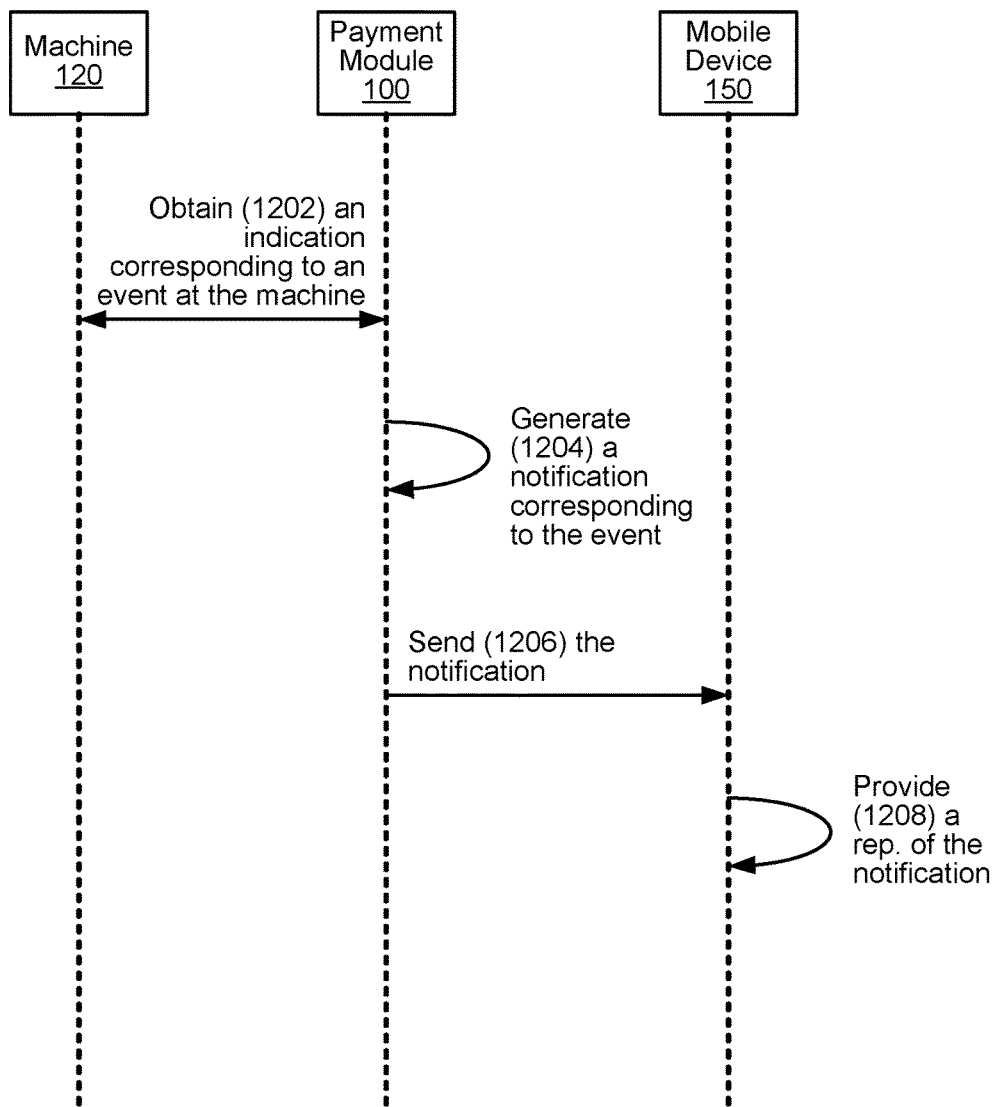 Machine
120
Payment
Module
100
Mobile
Device
150
Obtain (1202) an
indication
corresponding to an
event at the machine
Generate
(1204) a
notification
corresponding
to the event
Send (1206) the
notification
Provide
(1208) a
rep. of the
notification